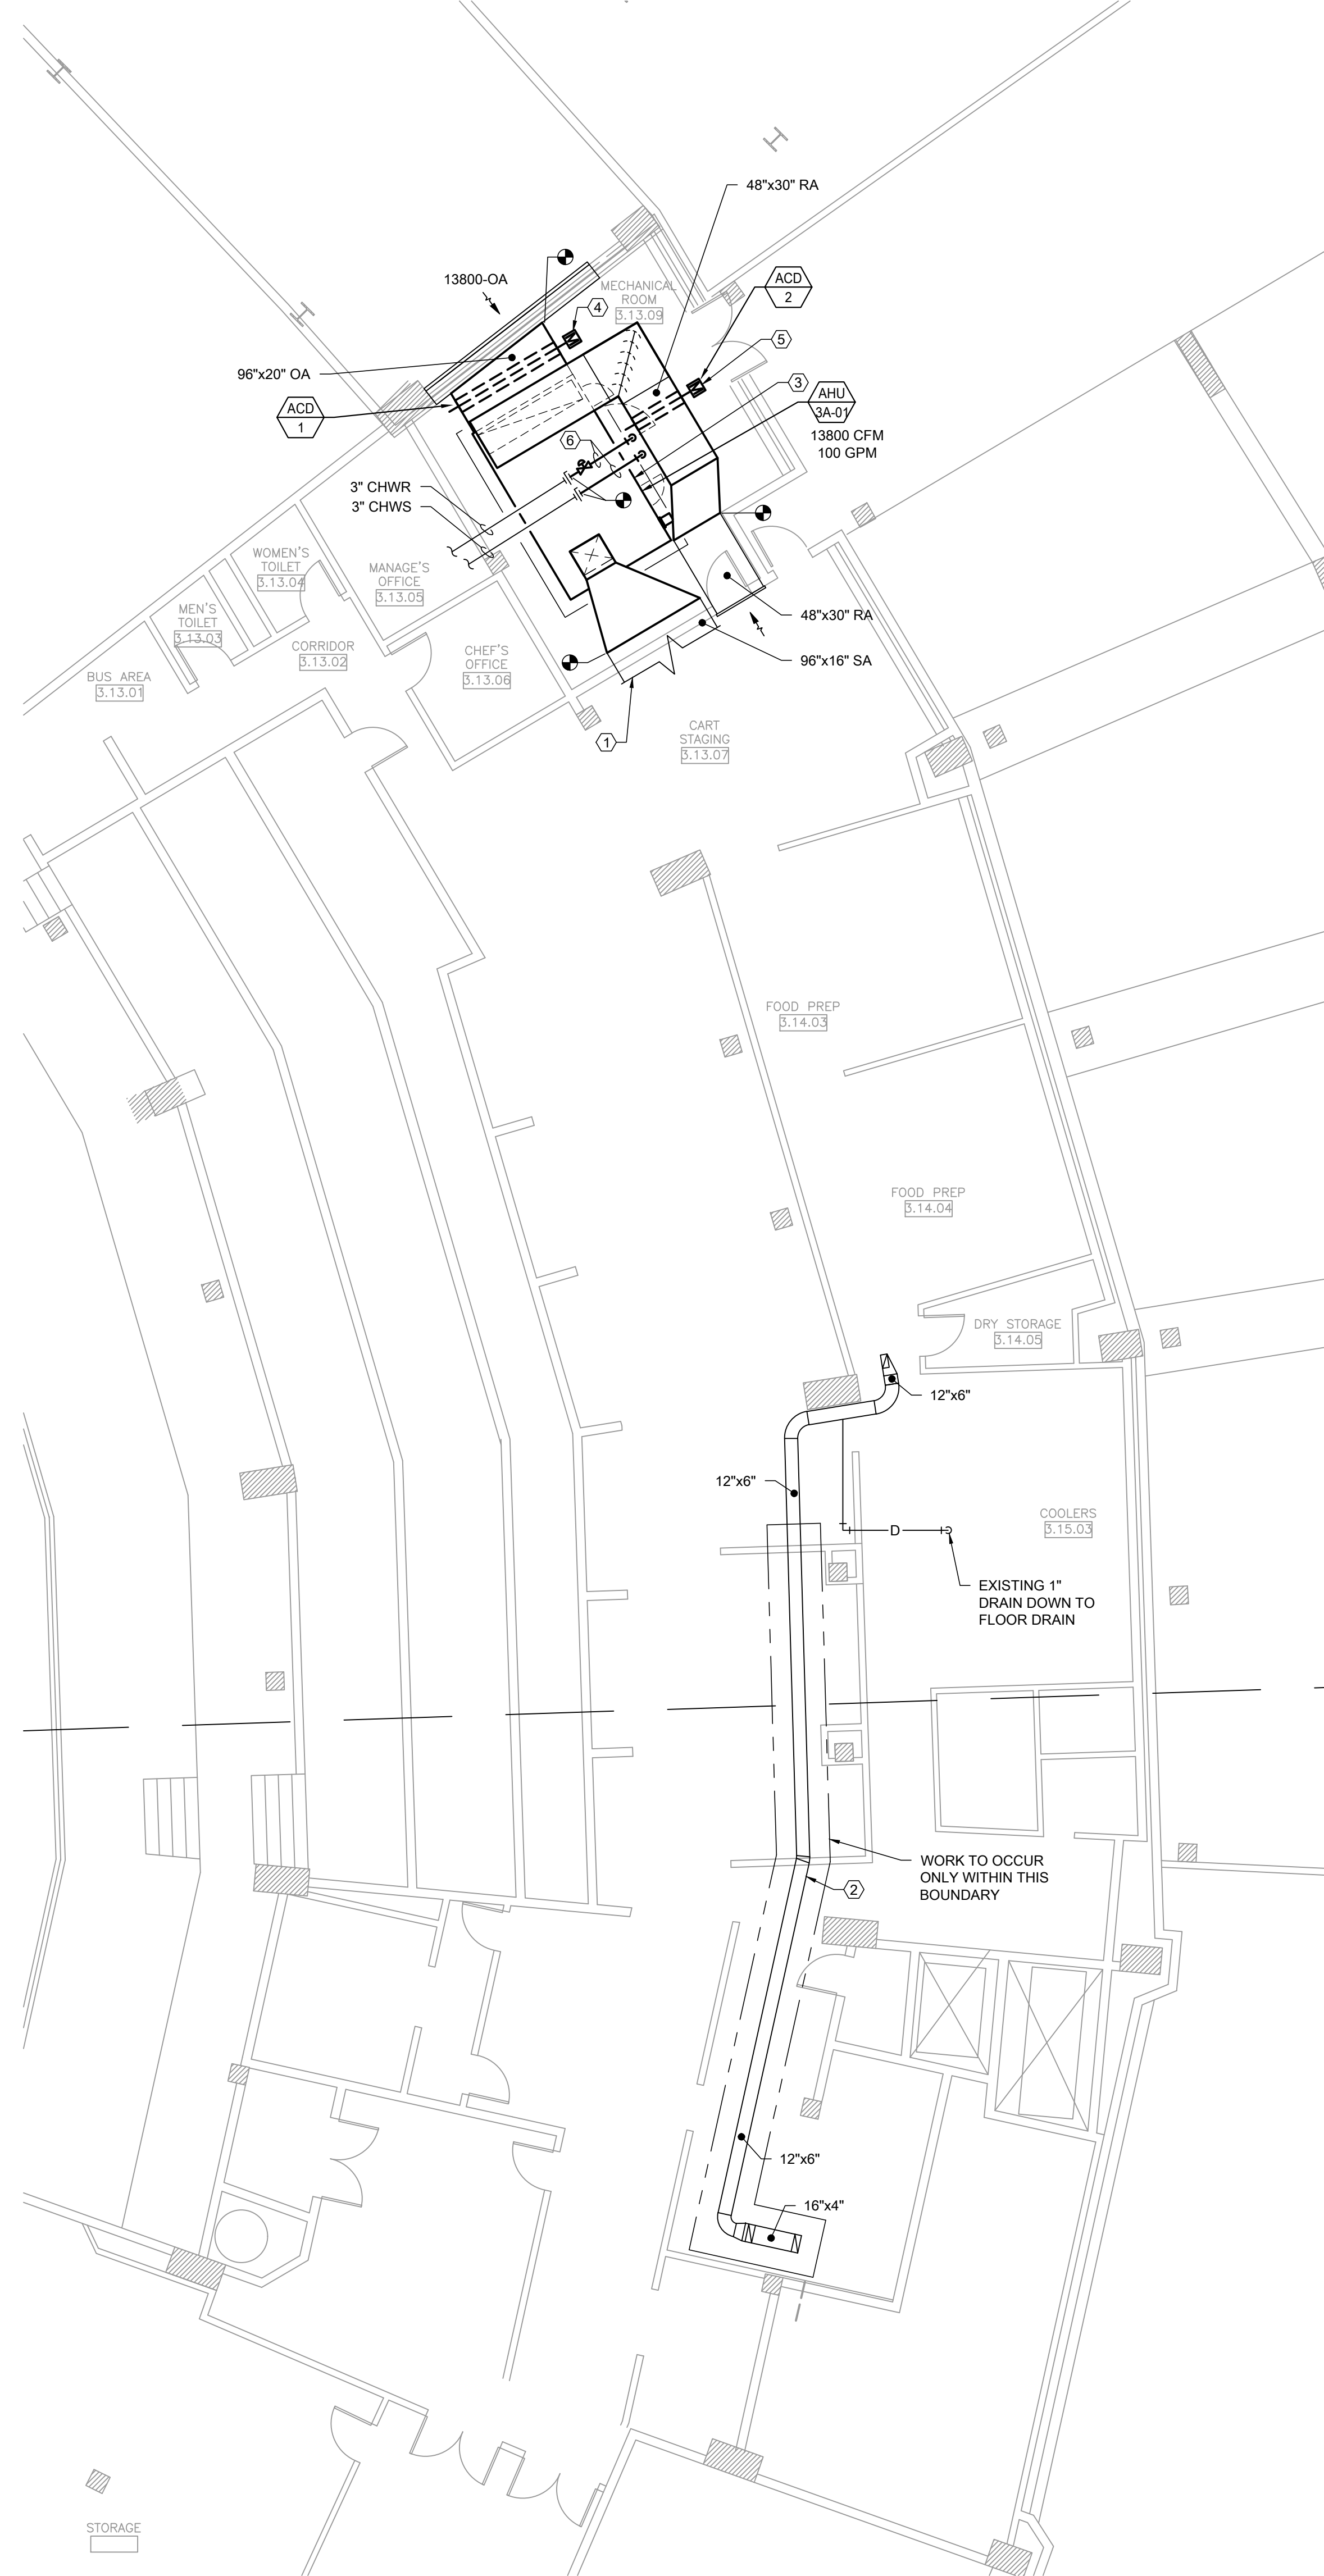 48"x30" RA
13800-OA
MECHANICAL
ROOM
3.13.09
ACD
2
4
5
96"x20" OA
3
ACD
1
AHU
3A-01
13800 CFM
100 GPM
6
M
M
3" CHWR
3" CHWS
WOMEN'S
TOILET
3.13.04
MANAGE'S
OFFICE
3.13.05
MEN'S
TOILET
3.13.03
48"x30" RA
CORRIDOR
3.13.02
CHEF'S
OFFICE
3.13.06
96"x16" SA
BUS AREA
3.13.01
CART
STAGING
3.13.07
1
FOOD PREP
3.14.03
FOOD PREP
3.14.04
DRY STORAGE
3.14.05
12"x6"
12"x6"
COOLERS
3.15.03
D
EXISTING 1"
DRAIN DOWN TO
FLOOR DRAIN
WORK TO OCCUR
ONLY WITHIN THIS
BOUNDARY
2
12"x6"
16"x4"
STORAGE